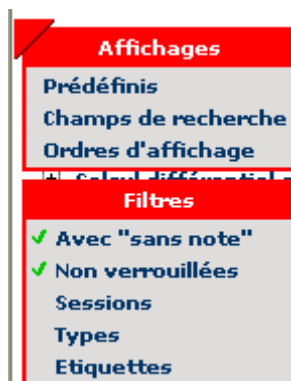 Affichages
Prédéfinis
Champs de recherche
Ordres d'affichage
Filtres
Avec "sans note"
Non verrouillées
Sessions
Types
Etiquettes